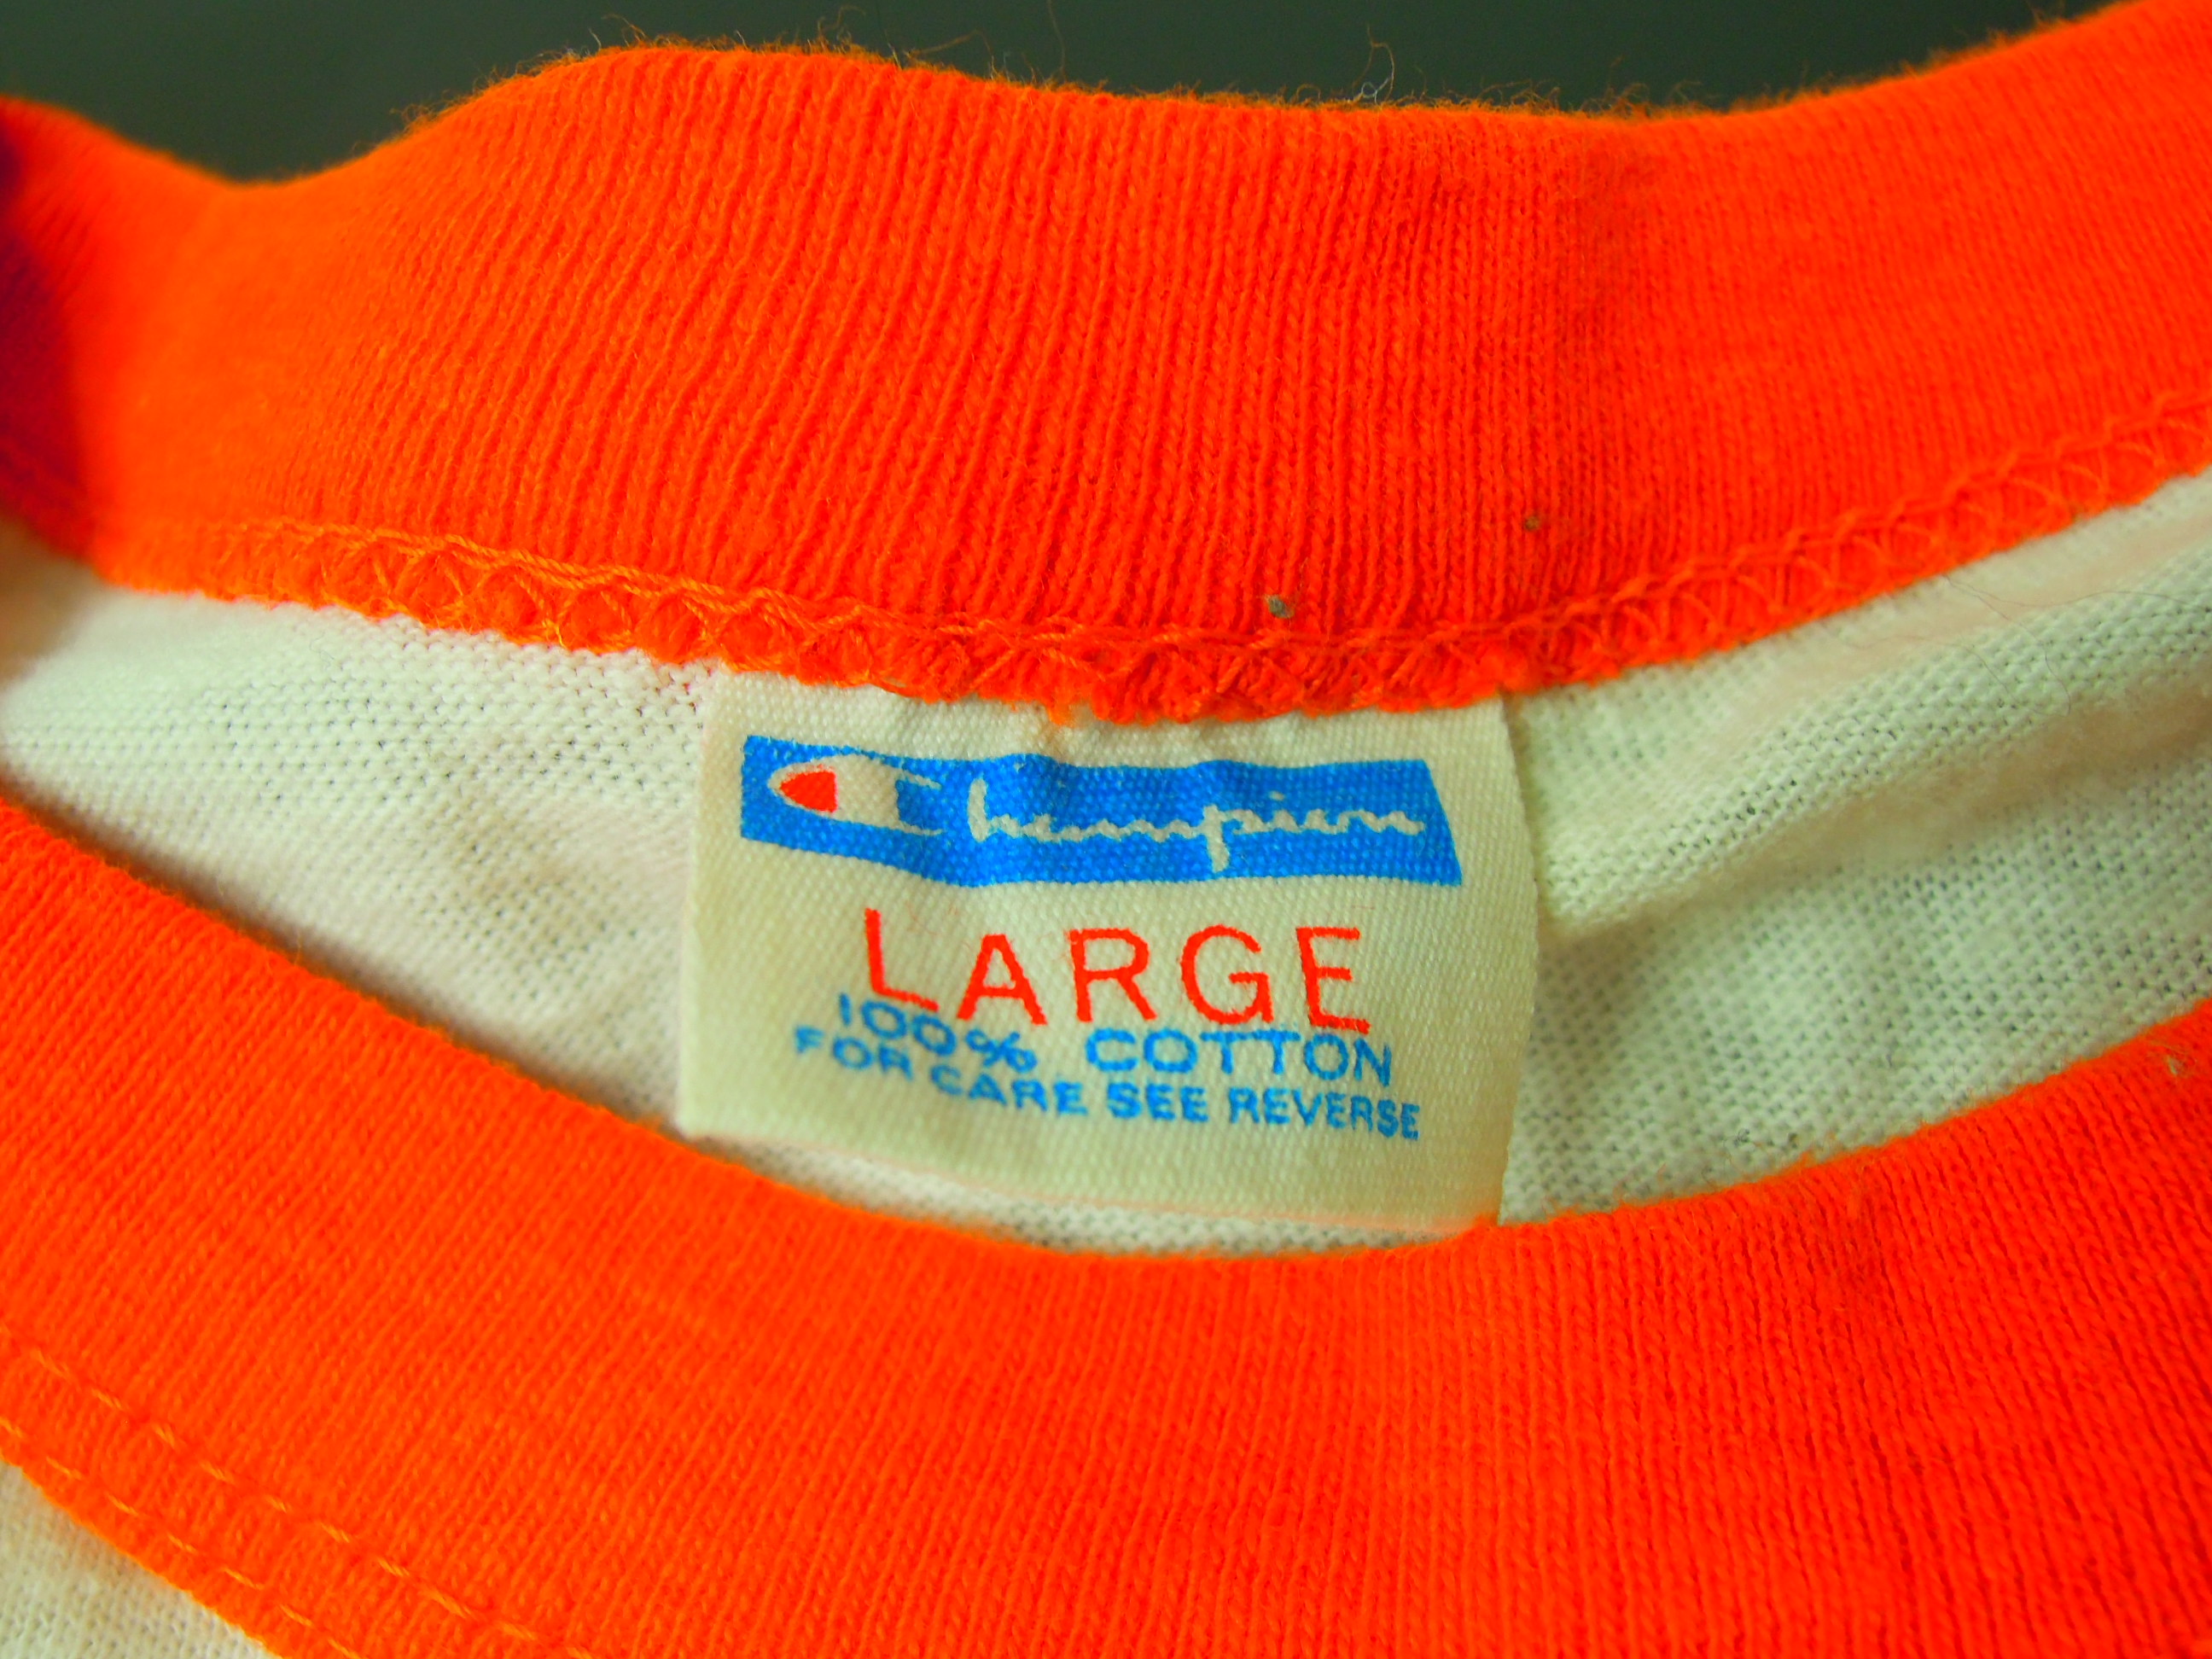 Champion
LARGE
100% COTTON
FOR CARE SEE REVERSE